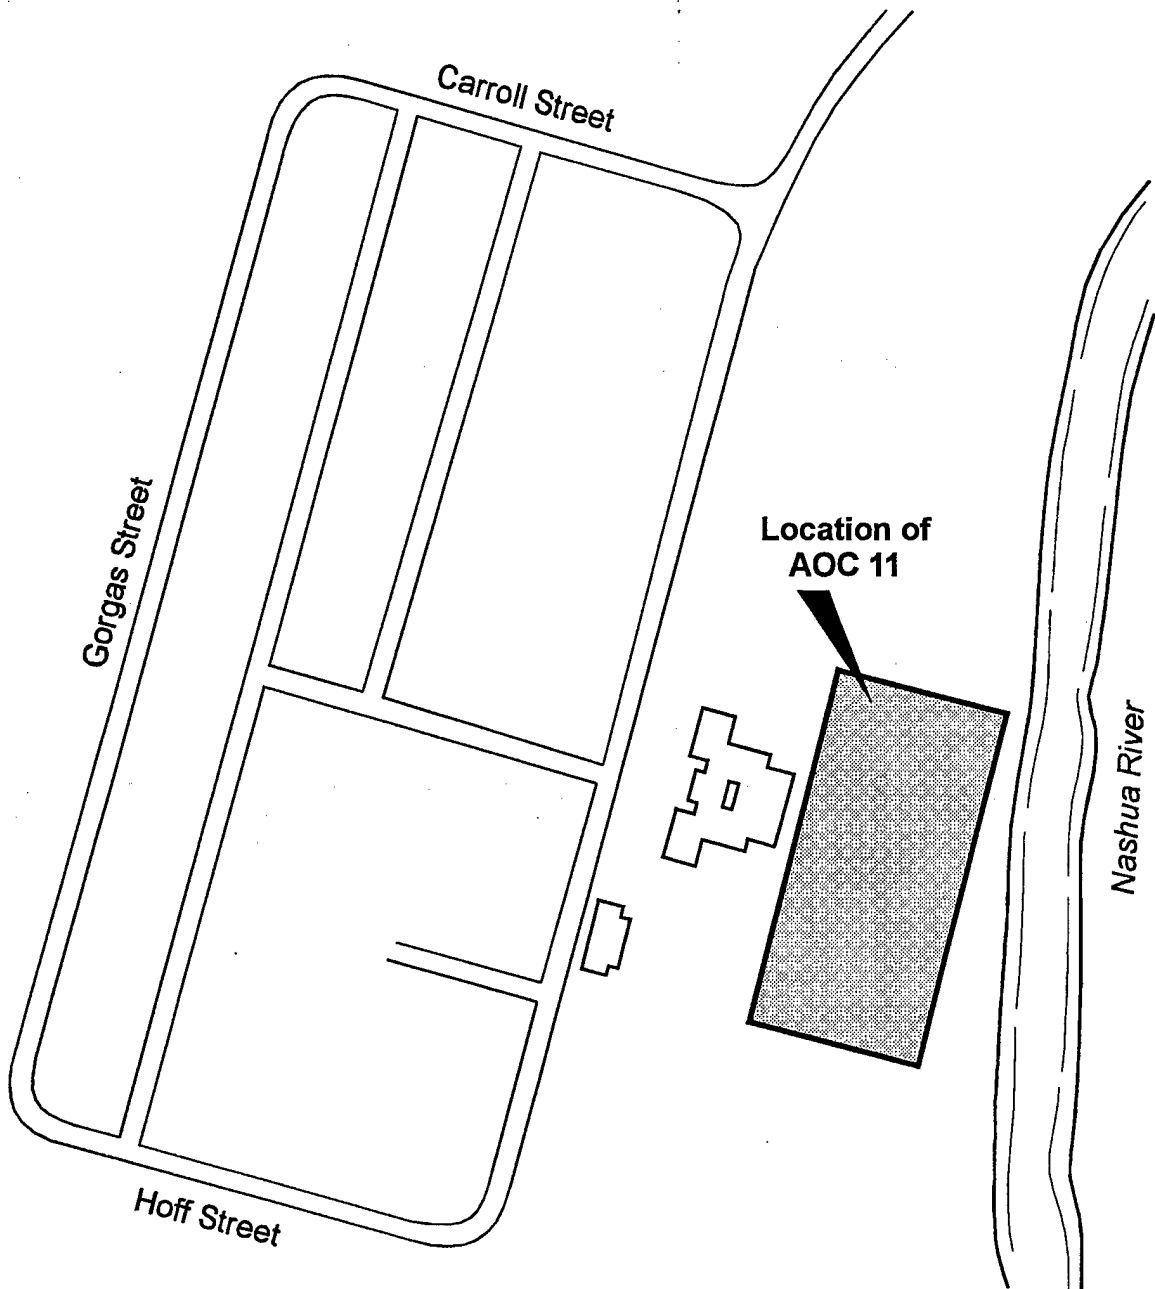 Carroll Street
Gorgas Street
Location of
AOC 11
Nashua River
Hoff Street